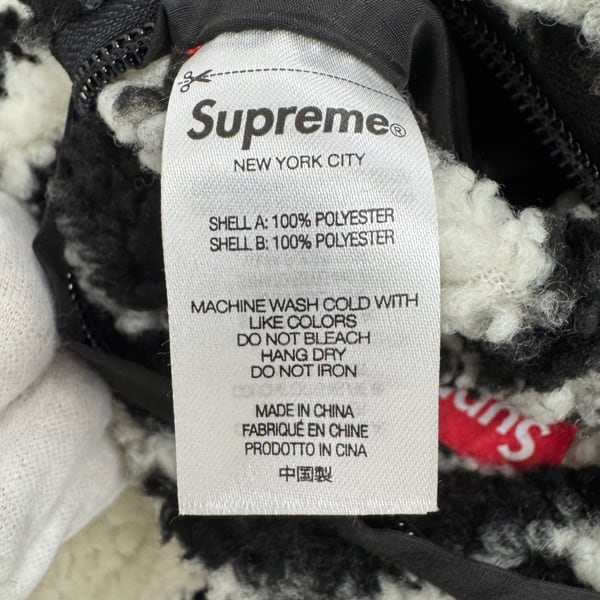 Supreme®
NEW YORK CITY
SHELL A: 100% POLYESTER
SHELL B: 100% POLYESTER
MACHINE WASH COLD WITH
LIKE COLORS
DO NOT BLEACH
HANG DRY
DO NOT IRON
MADE IN CHINA
FABRIQUÉ EN CHINE
PRODOTTO IN CINA
中国製